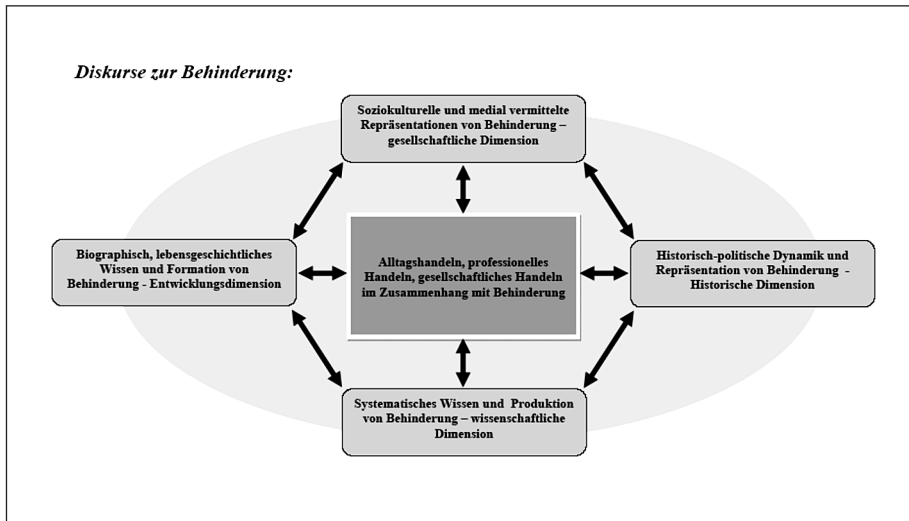 Diskurse zur Behinderung:
Soziokulturelle und medial vermittelte
Repräsentationen von Behinderung –
gesellschaftliche Dimension
Biographisch, lebensgeschichtliches
Wissen und Formation von
Behinderung - Entwicklungsdimension
Alltagshandeln, professionelles
Handeln, gesellschaftliches Handeln
im Zusammenhang mit Behinderung
Historisch-politische Dynamik und
Repräsentation von Behinderung -
Historische Dimension
Systematisches Wissen und Produktion
von Behinderung – wissenschaftliche
Dimension